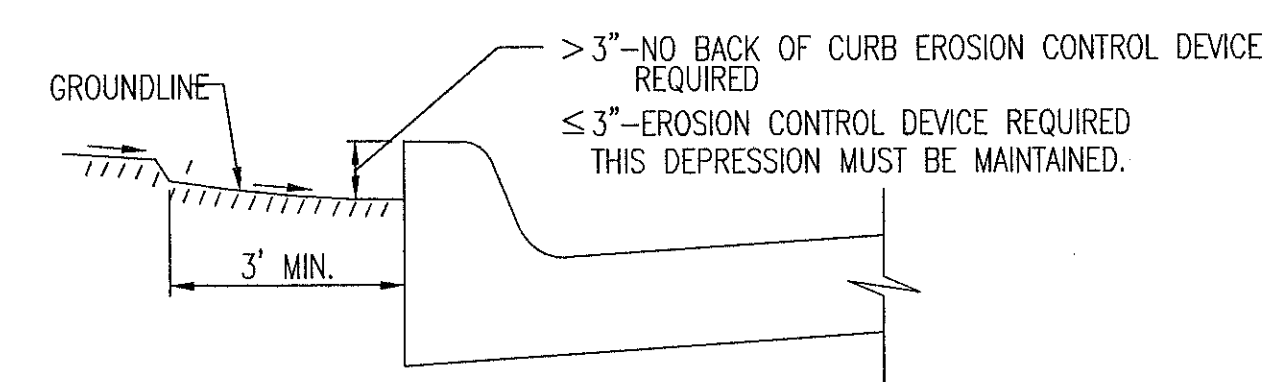 > 3"-NO BACK OF CURB EROSION CONTROL DEVICE
REQUIRED
GROUNDLINE
≤ 3"-EROSION CONTROL DEVICE REQUIRED
THIS DEPRESSION MUST BE MAINTAINED.
3' MIN.